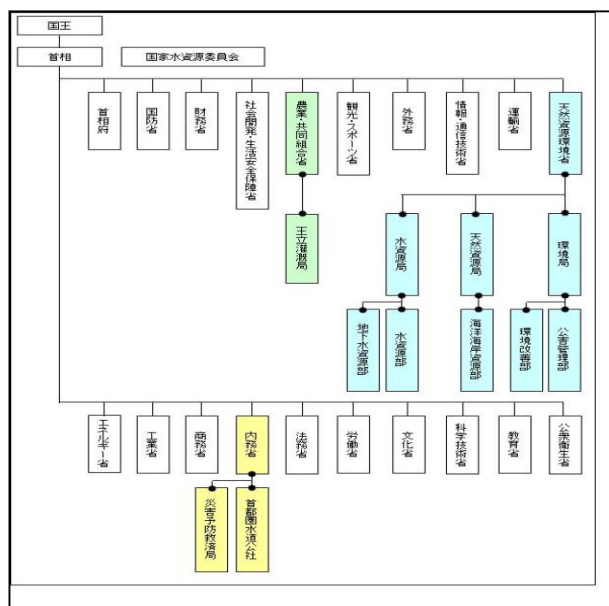 国王
首相
国家水資源委員会
首相府
国防省
財務省
社会開発・生活安全保障省
農業・共同組合省
観光・スポーツ省
外務省
情報・通信技術省
運輸省
天然資源環境省
王立灌漑局
水資源局
天然資源局
環境局
地下水資源部
水資源部
海洋海岸資源部
環境改善部
公害管理部
エネルギー省
工業省
商務省
内務省
法務省
労働省
文化省
科学技術省
教育省
公衆衛生省
災害予防救済局
首都圏水道公社